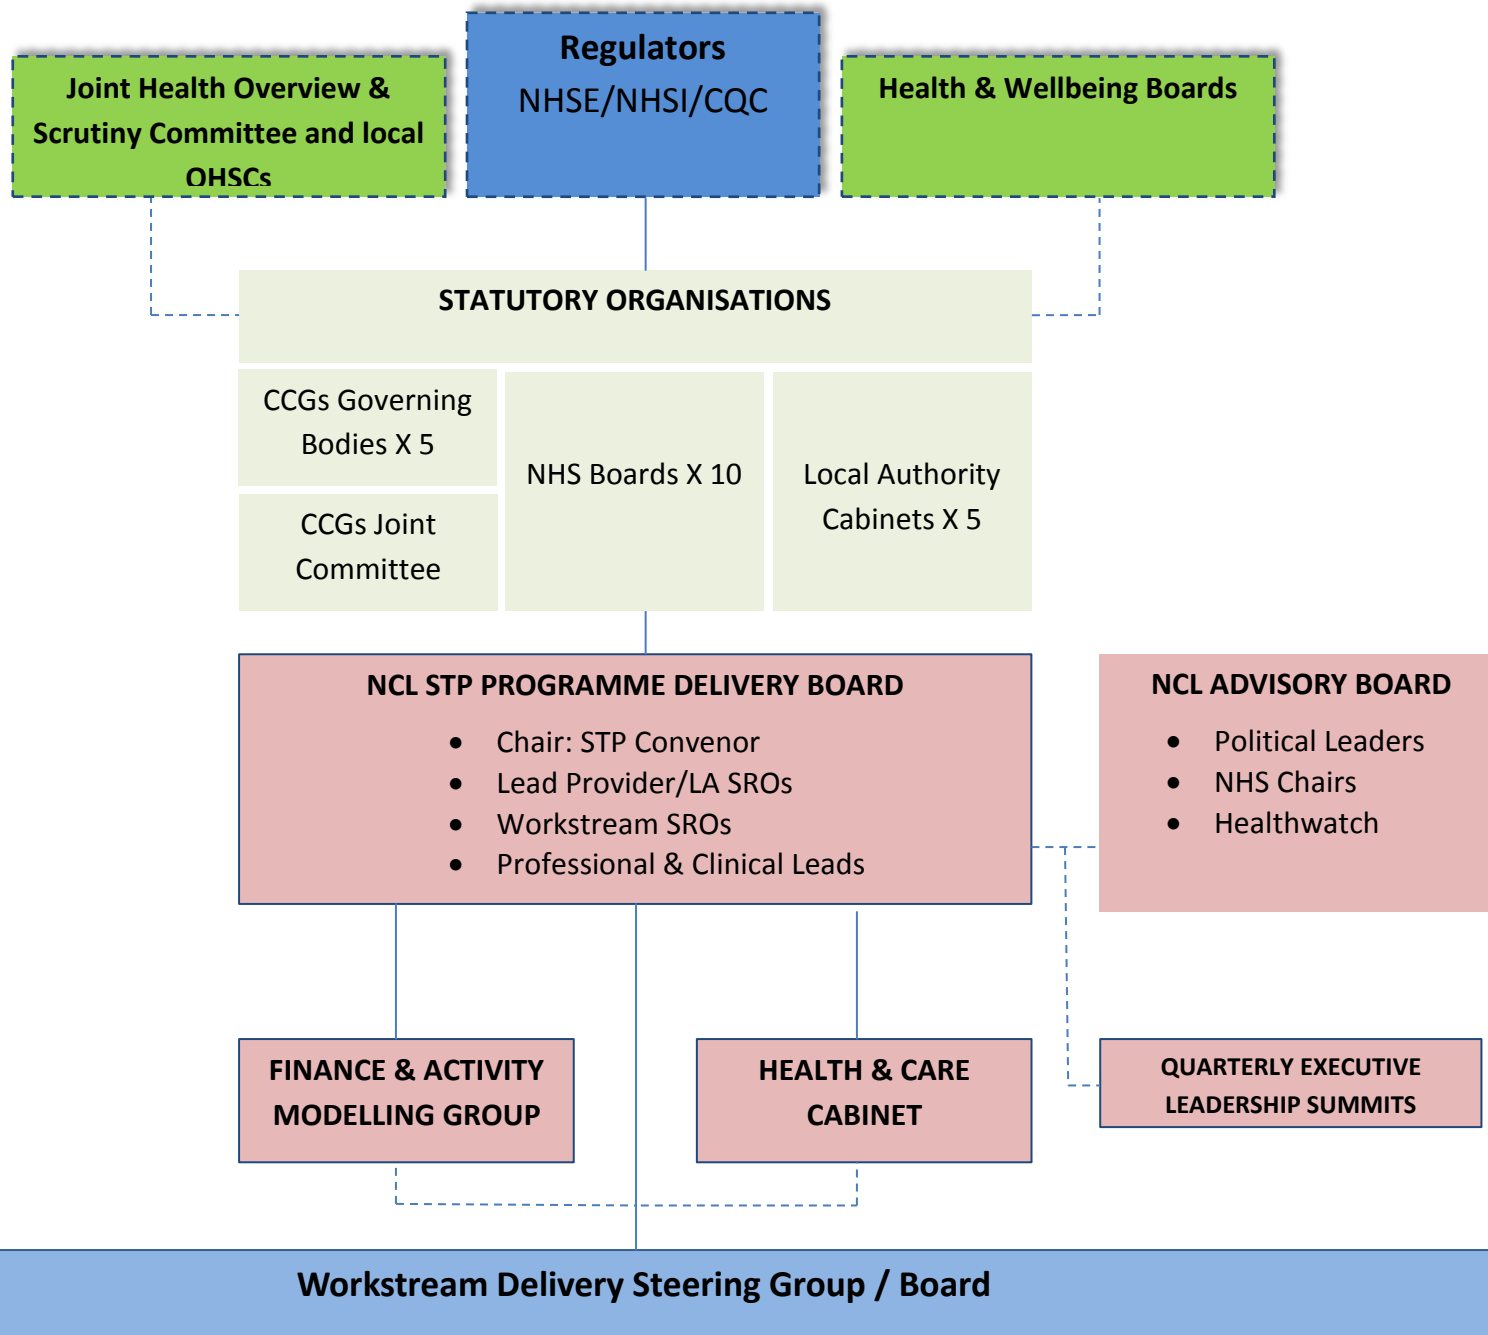 Regulators
NHSE/NHSI/CQC
Joint Health Overview &
Scrutiny Committee and local
OHSCs
Health & Wellbeing Boards
STATUTORY ORGANISATIONS
CCGs Governing
Bodies X 5
CCGs Joint
Committee
NHS Boards X 10
Local Authority
Cabinets X 5
NCL STP PROGRAMME DELIVERY BOARD
• Chair: STP Convenor
• Lead Provider/LA SROs
• Workstream SROs
• Professional & Clinical Leads
NCL ADVISORY BOARD
• Political Leaders
• NHS Chairs
• Healthwatch
FINANCE & ACTIVITY
MODELLING GROUP
HEALTH & CARE
CABINET
QUARTERLY EXECUTIVE
LEADERSHIP SUMMITS
Workstream Delivery Steering Group / Board